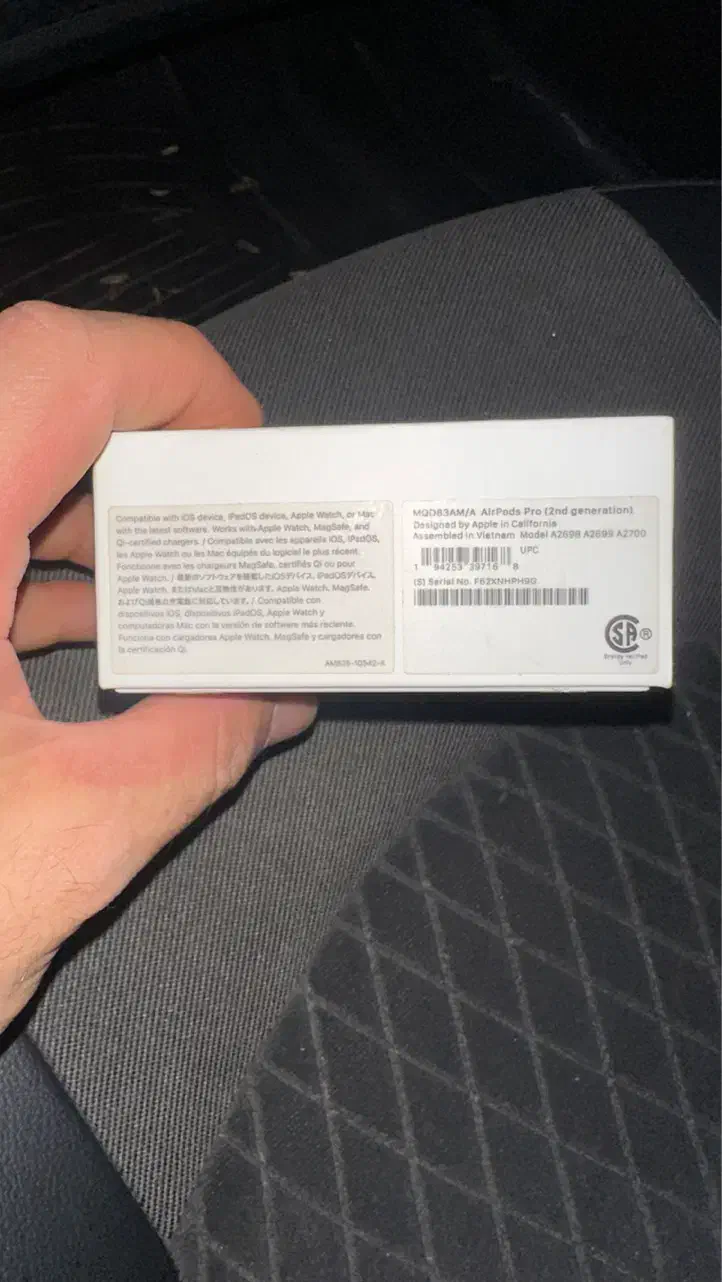 Compatible with iOS device, iPadOS device, Apple Watch, or Mac
with the latest software. Works with Apple Watch, MagSafe, and
Qi-certified chargers. / Compatible avec les appareils iOS, iPadOS,
les Apple Watch ou les Mac équipés du logiciel le plus récent.
Fonctionne avec les chargeurs MagSafe, certifiés Qi ou pour
Apple Watch. / 最新のソフトウェアを搭載したiOSデバイス、iPadOSデバイス、
Apple Watch、またはMacと互換性があります。Apple Watch、MagSafe、
およびQi規格の充電器に対応しています。/ Compatible con
dispositivos iOS, dispositivos iPadOS, Apple Watch y
computadoras Mac con la versión de software más reciente.
Funciona con cargadores Apple Watch, MagSafe y cargadores con
la certificación Qi.
MQD83AM/A AirPods Pro (2nd generation)
Designed by Apple in California
Assembled in Vietnam Model A2698 A2699 A2700
UPC
1 94253 39716 8
(S) Serial No. F62XNHPH9G
SA ®
Energy Verified
Only